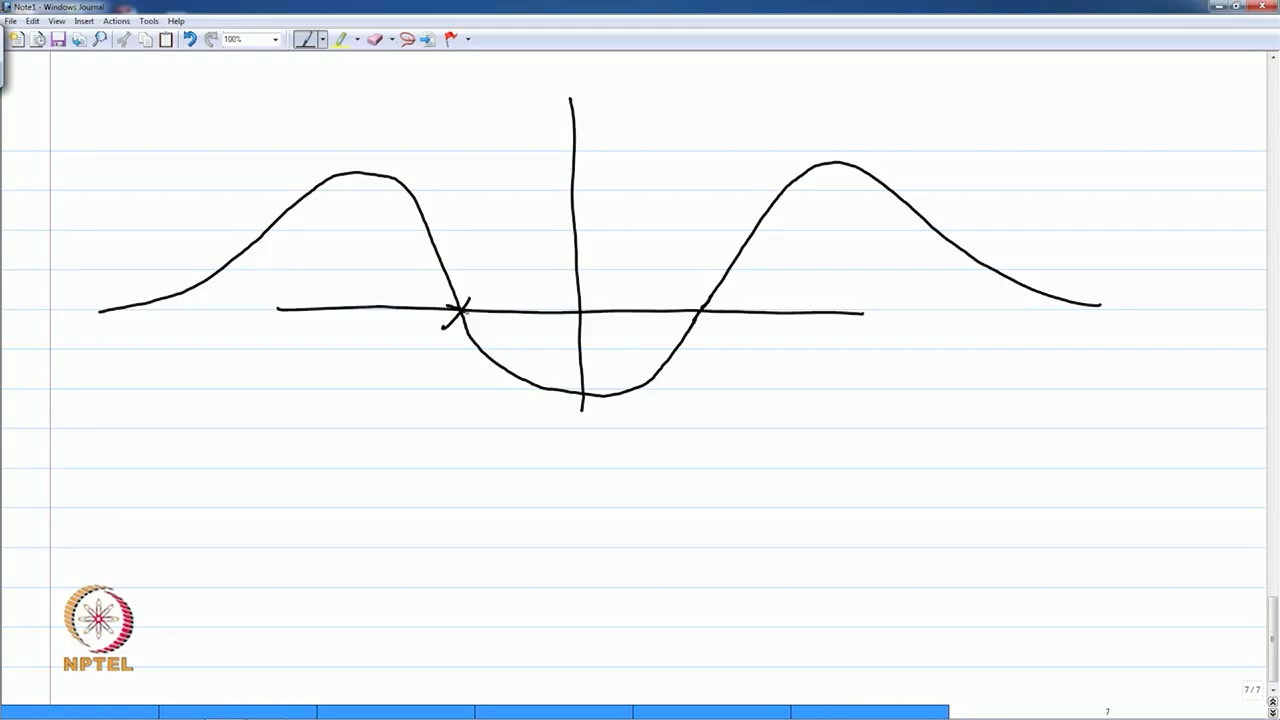 Note1 - Windows Journal
File Edit View Insert Actions Tools Help
100%
NPTEL
7 / 7
7